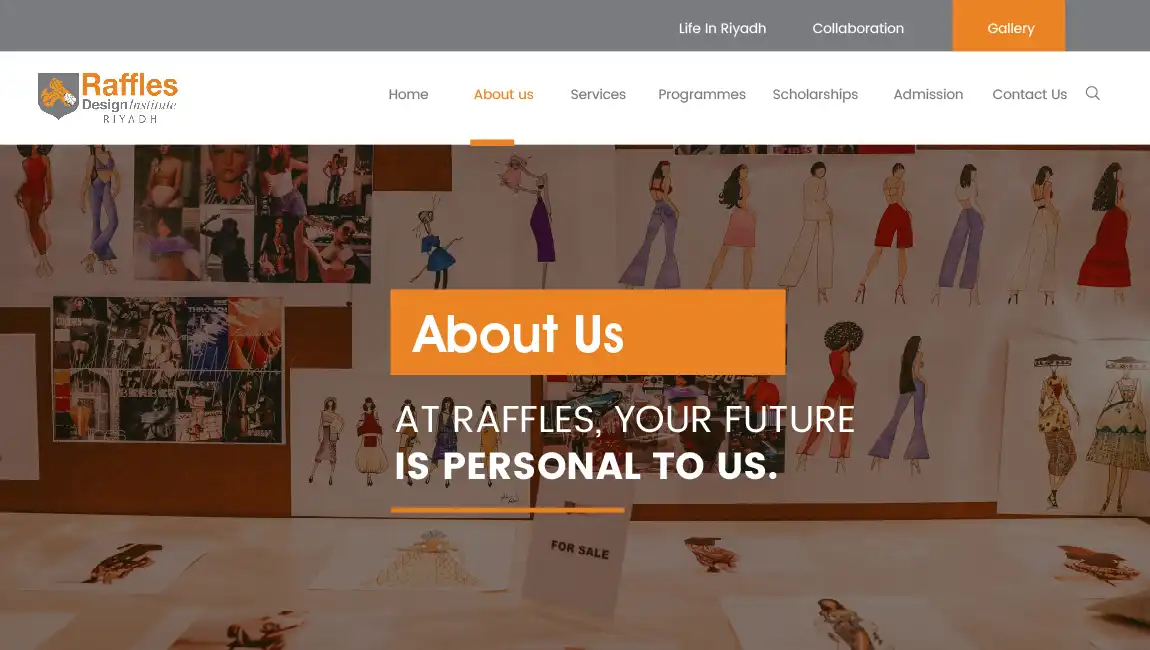 Life In Riyadh Collaboration Gallery
Raffles
Design Institute
RIYADH
Home About us Services Programmes Scholarships Admission Contact Us
About Us
AT RAFFLES, YOUR FUTURE
IS PERSONAL TO US.
FOR SALE